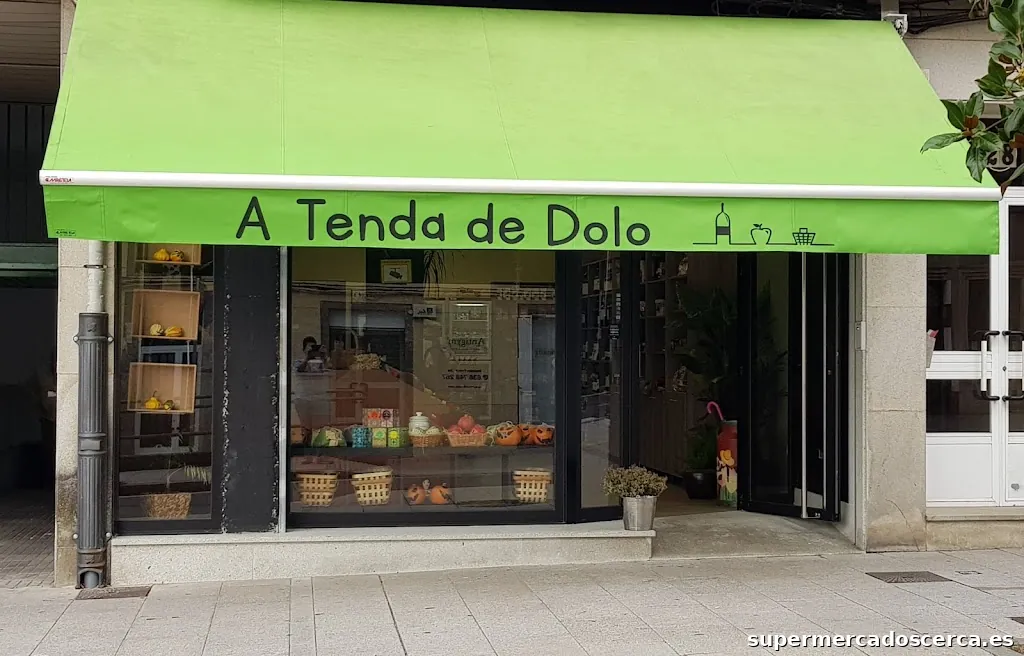 A Tenda de Dolo
supermercadoscerca.es